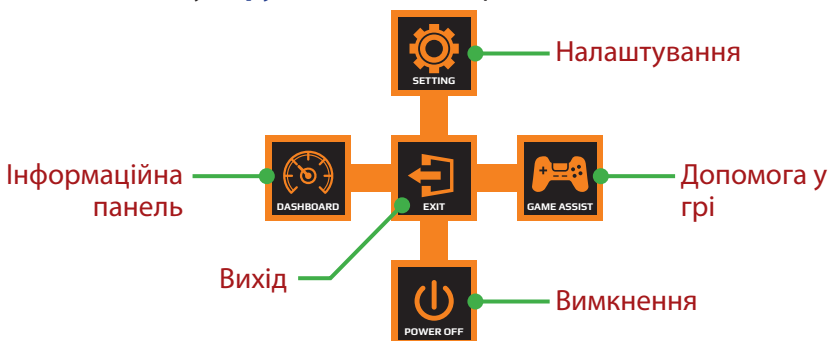 Налаштування
SETTING
Інформаційна
панель
DASHBOARD
EXIT
GAME ASSIST
Допомога у
грі
Вихід
POWER OFF
Вимкнення